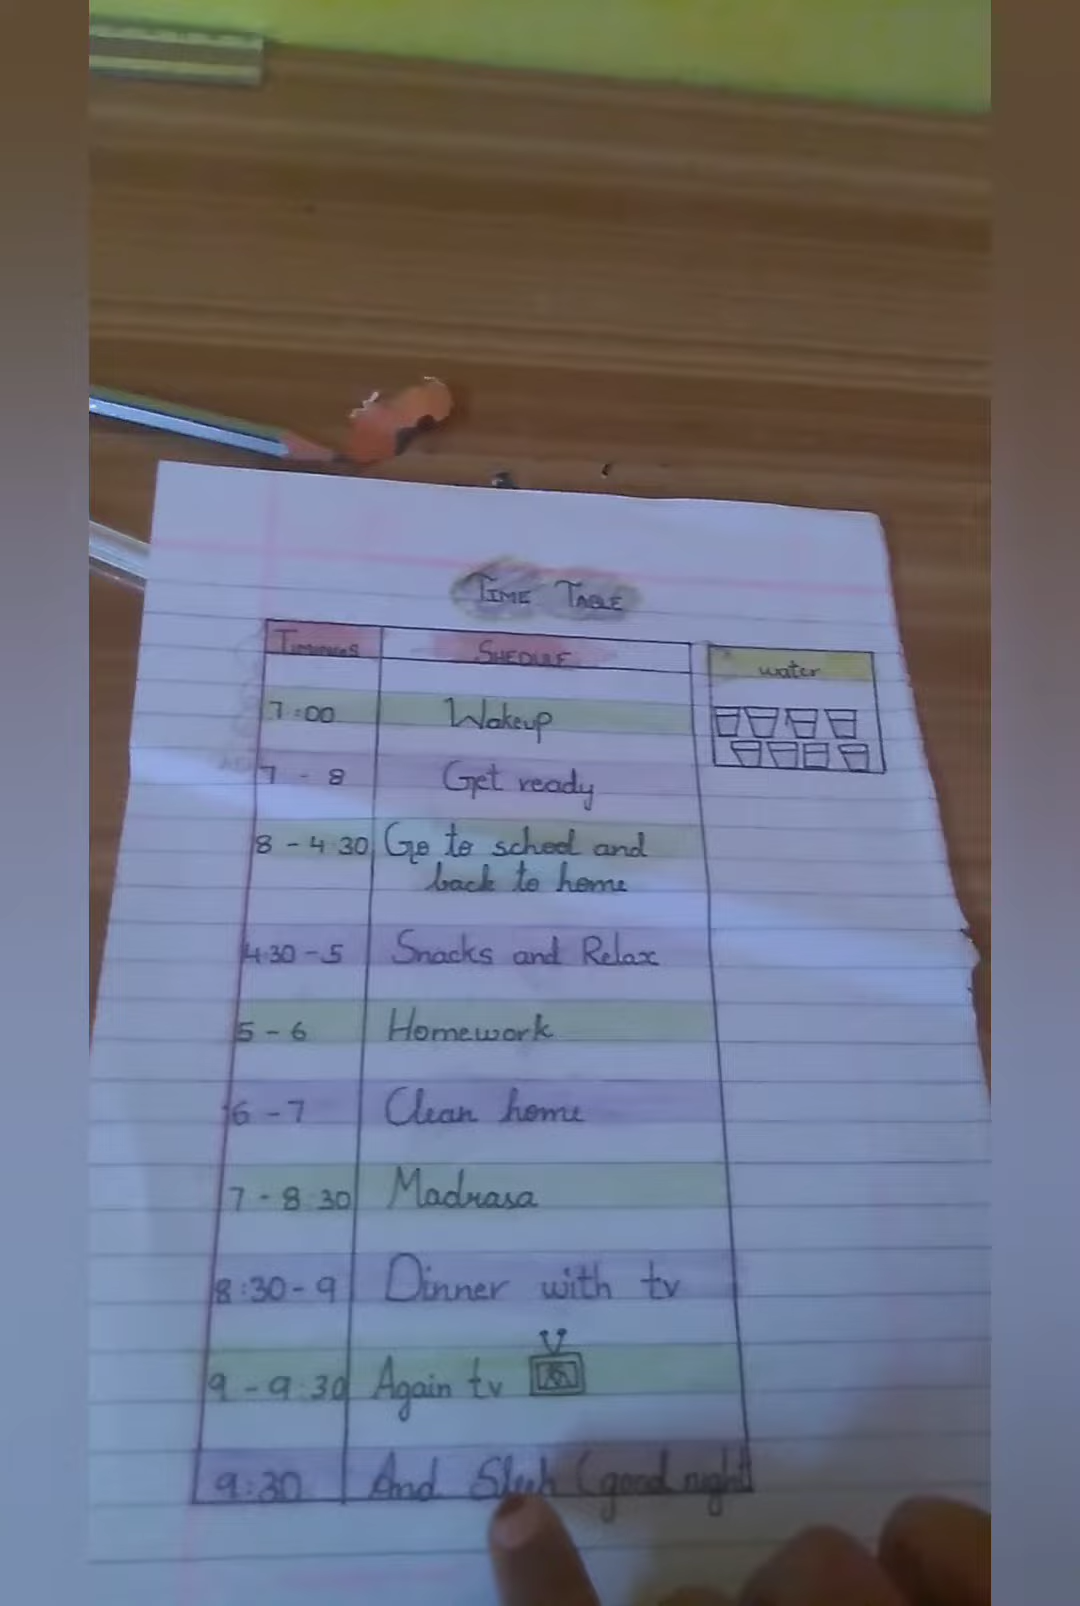 TIME TABLE
TIMINGES
SHEDULE
water
7:00 Wakeup
7 - 8 Get ready
8 - 4 30 Go to school and
back to home
4.30 - 5 Snacks and Relax
5 - 6 Homework
6 - 7 Clean home
7 - 8:30 Madrasa
8:30 - 9 Dinner with tv
9 - 9:30 Again tv
9:30 And Sleep (good night